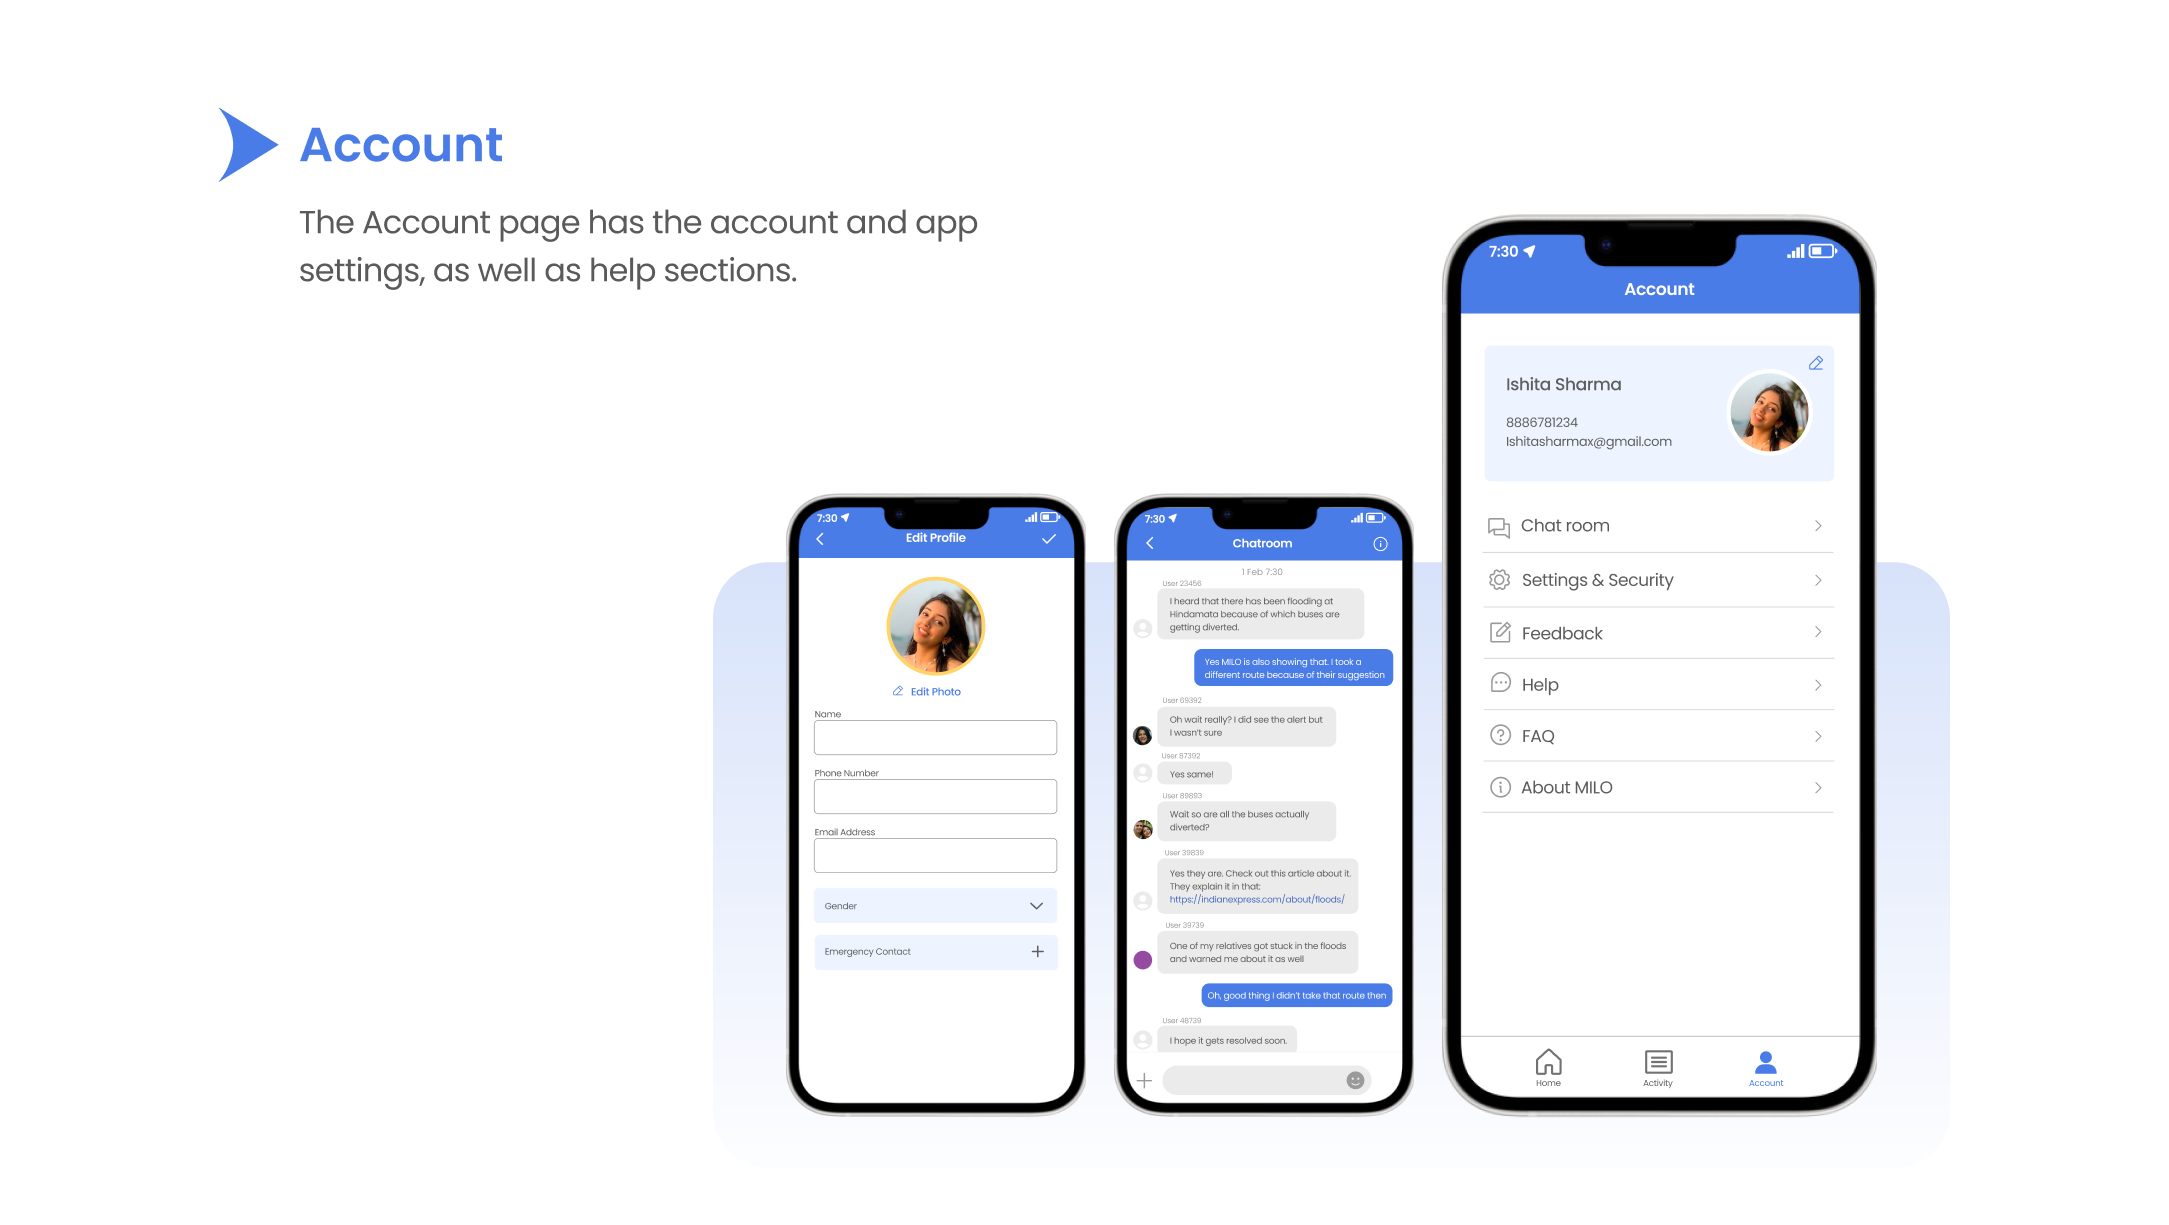 Account
The Account page has the account and app
settings, as well as help sections.
7:30
Edit Profile
Edit Photo
Name
Phone Number
Email Address
Gender
Emergency Contact
7:30
Chatroom
1 Feb 7:30
User 23456
I heard that there has been flooding at
Hindamata because of which buses are
getting diverted.
Yes MILO is also showing that. I took a
different route because of their suggestion
User 69392
Oh wait really? I did see the alert but
I wasn't sure
User 87392
Yes same!
User 89893
Wait so are all the buses actually
diverted?
User 39839
Yes they are. Check out this article about it.
They explain it in that:
https://indianexpress.com/about/floods/
User 39739
One of my relatives got stuck in the floods
and warned me about it as well
Oh, good thing I didn't take that route then
User 48739
I hope it gets resolved soon.
7:30
Account
Ishita Sharma
8886781234
Ishitasharmax@gmail.com
Chat room
Settings & Security
Feedback
Help
FAQ
About MILO
Home
Activity
Account